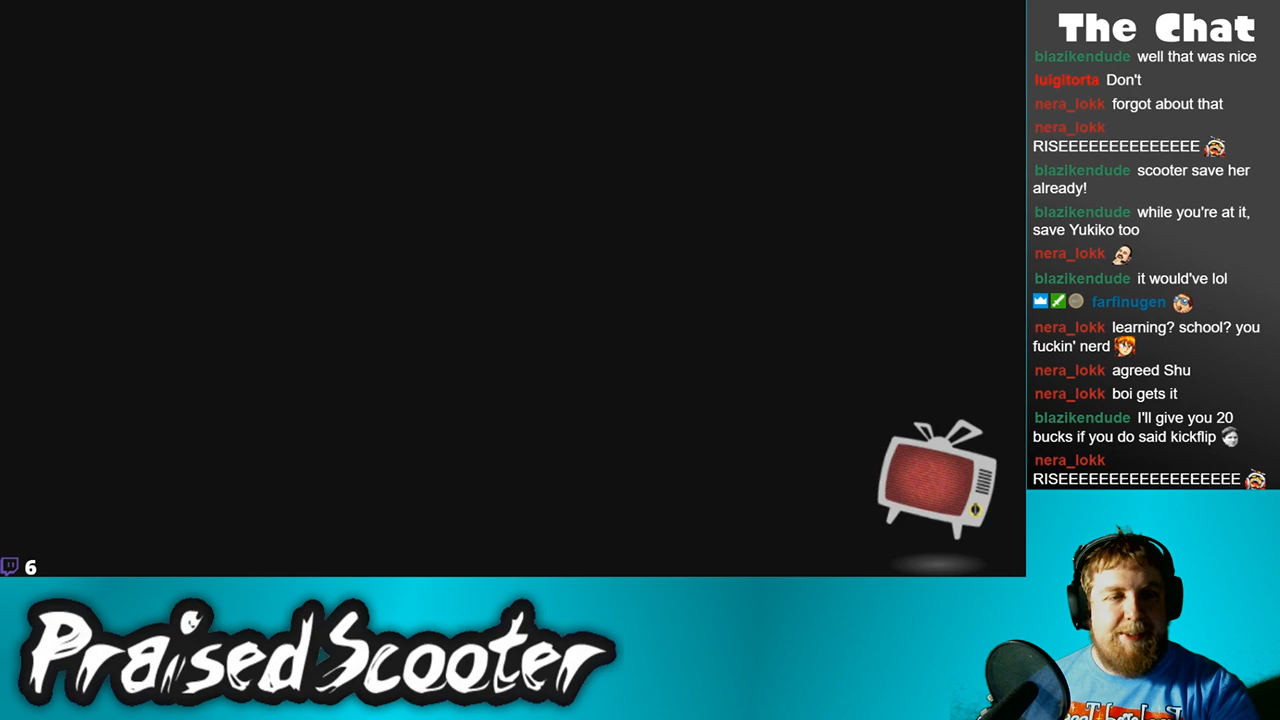 The Chat
blazikendude well that was nice
luigitorta Don't
nera_lokk forgot about that
nera_lokk
RISEEEEEEEEEEEEEE
blazikendude scooter save her
already!
blazikendude while you're at it,
save Yukiko too
nera_lokk
blazikendude it would've lol
farfinugen
nera_lokk learning? school? you
fuckin' nerd
nera_lokk agreed Shu
nera_lokk boi gets it
blazikendude I'll give you 20
bucks if you do said kickflip
nera_lokk
RISEEEEEEEEEEEEEEEEEE
6
PraisedScooter